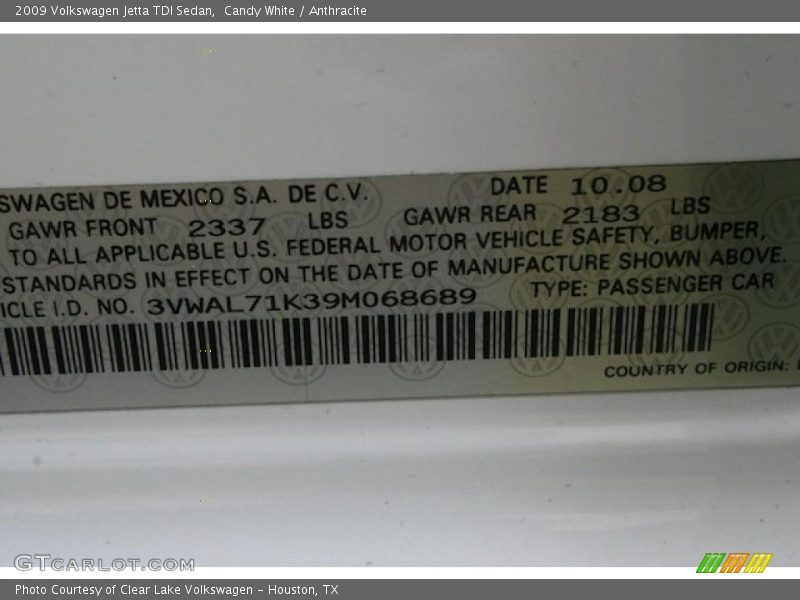 2009 Volkswagen Jetta TDI Sedan, Candy White / Anthracite
SWAGEN DE MEXICO S.A. DE C.V. DATE 10.08
GAWR FRONT 2337 LBS GAWR REAR 2183 LBS
TO ALL APPLICABLE U.S. FEDERAL MOTOR VEHICLE SAFETY, BUMPER,
STANDARDS IN EFFECT ON THE DATE OF MANUFACTURE SHOWN ABOVE.
ICLE I.D. NO. 3VWAL71K39M068689 TYPE: PASSENGER CAR
COUNTRY OF ORIGIN:
GTCARLOT.COM
Photo Courtesy of Clear Lake Volkswagen – Houston, TX